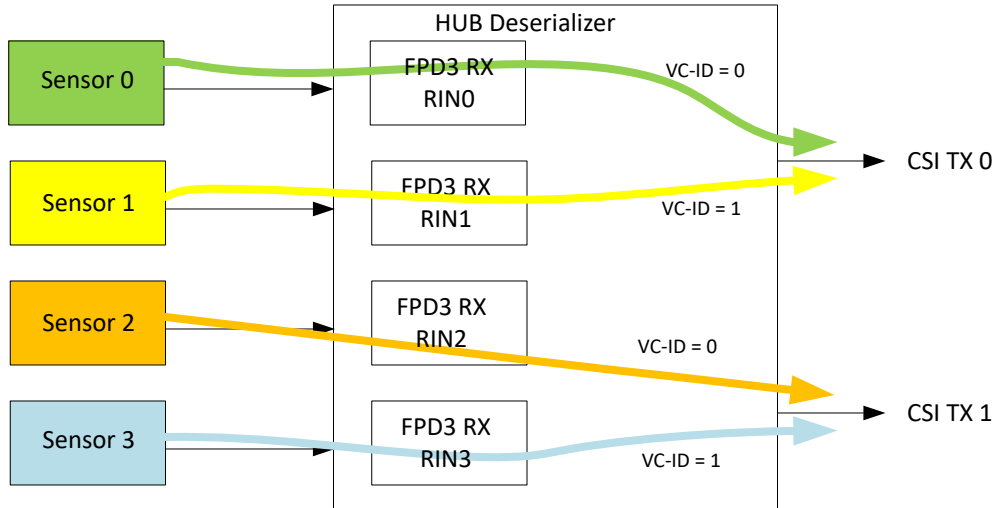 HUB Deserializer
Sensor 0
FPD3 RX
RIN0
VC-ID = 0
CSI TX 0
Sensor 1
FPD3 RX
RIN1
VC-ID = 1
Sensor 2
FPD3 RX
RIN2
VC-ID = 0
CSI TX 1
Sensor 3
FPD3 RX
RIN3
VC-ID = 1